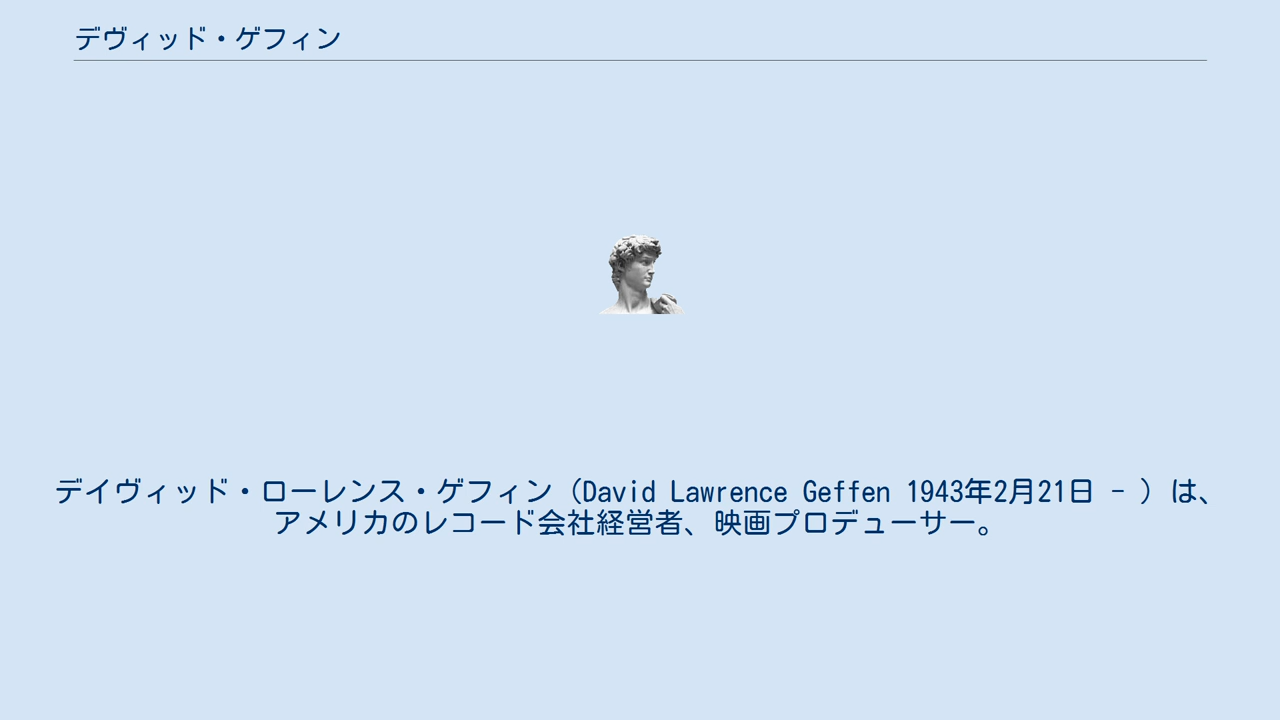 デヴィッド・ゲフィン
デイヴィッド・ローレンス・ゲフィン（David Lawrence Geffen 1943年2月21日 - ）は、
アメリカのレコード会社経営者、映画プロデューサー。